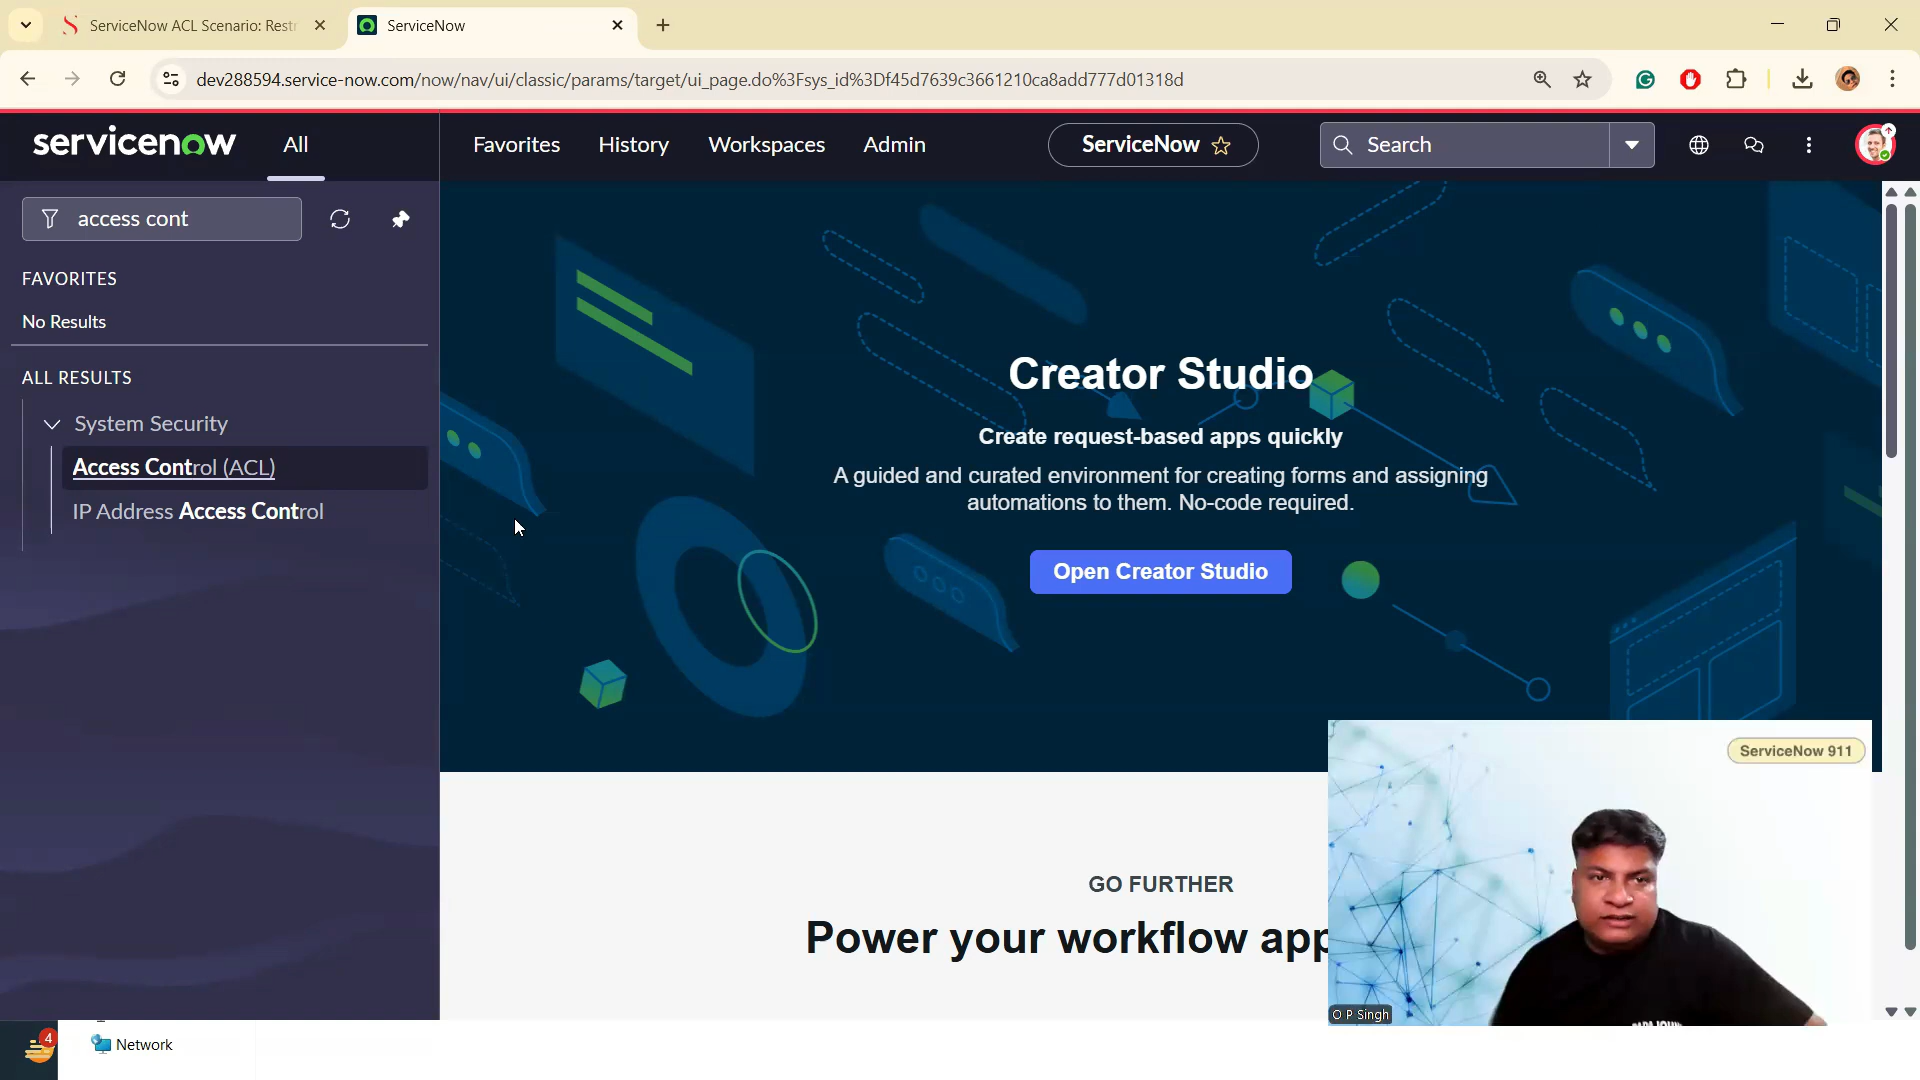 ServiceNow ACL Scenario: Restr
ServiceNow
dev288594.service-now.com/now/nav/ui/classic/params/target/ui_page.do%3Fsys_id%3Df45d7639c3661210ca8add777d01318d
servicenow
All
Favorites
History
Workspaces
Admin
ServiceNow
Search
access cont
FAVORITES
No Results
ALL RESULTS
System Security
Access Control (ACL)
IP Address Access Control
Creator Studio
Create request-based apps quickly
A guided and curated environment for creating forms and assigning
automations to them. No-code required.
Open Creator Studio
GO FURTHER
Power your workflow app
ServiceNow 911
O P Singh
4
Network